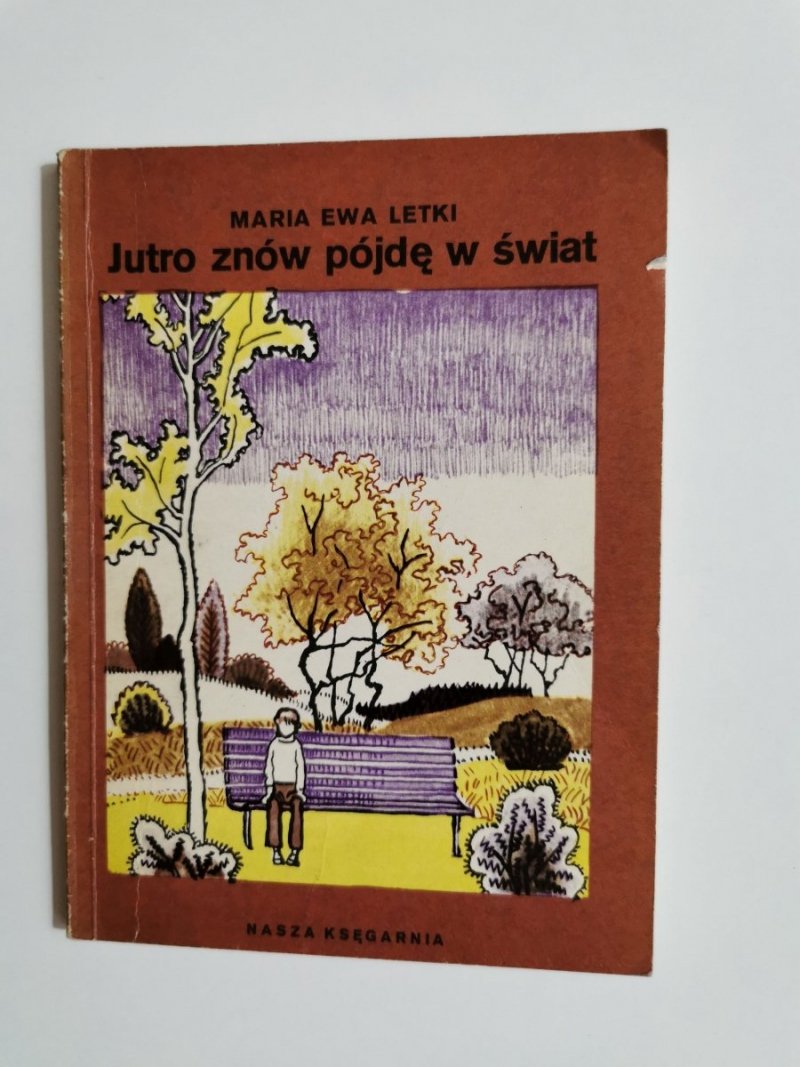 MARIA EWA LETKI
Jutro znów pójdę w świat
NASZA KSIĘGARNIA